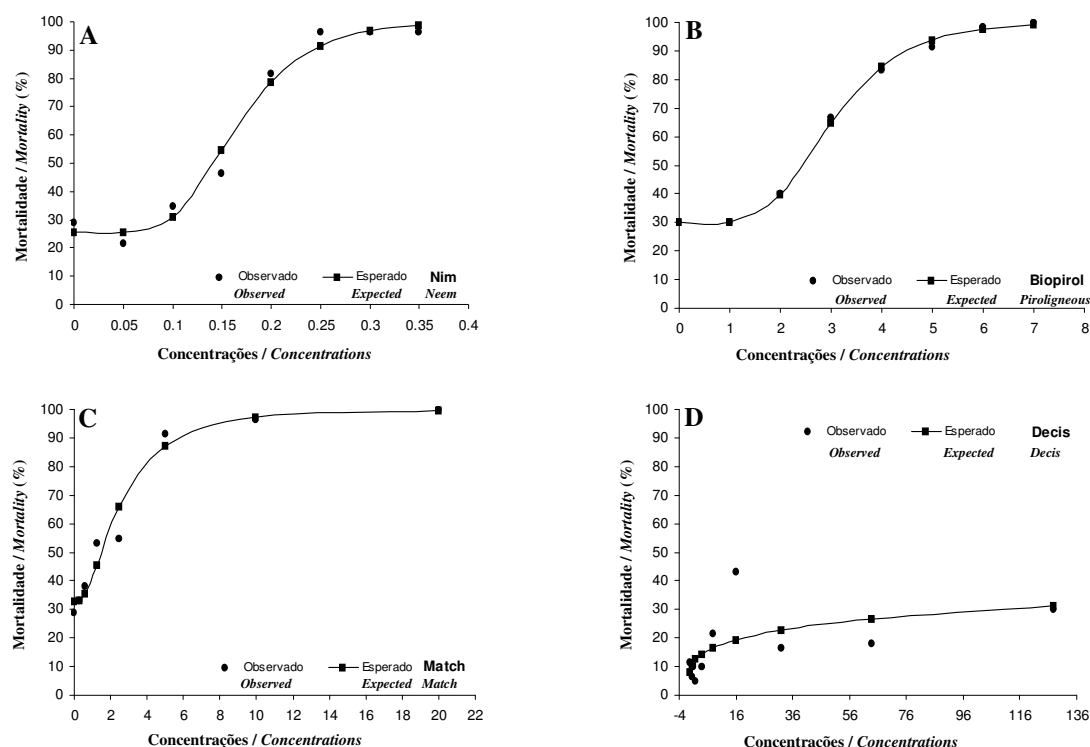 A
Mortalidade / Mortality (%)
100
90
80
70
60
50
40
30
20
10
0
Observado Esperado Nim
Observed Expected Neem
0 0.05 0.1 0.15 0.2 0.25 0.3 0.35 0.4
Concentrações / Concentrations
B
Mortalidade / Mortality (%)
100
90
80
70
60
50
40
30
20
10
0
Observado Esperado Biopirol
Observed Expected Piroligneous
0 1 2 3 4 5 6 7 8
Concentrações / Concentrations
C
Mortalidade / Mortality (%)
100
90
80
70
60
50
40
30
20
10
0
Observado Esperado Match
Observed Expected Match
0 2 4 6 8 10 12 14 16 18 20 22
Concentrações / Concentrations
D
Mortalidade / Mortality (%)
100
90
80
70
60
50
40
30
20
10
0
Observado Esperado Decis
Observed Expected Decis
-4 16 36 56 76 96 116 136
Concentrações / Concentrations